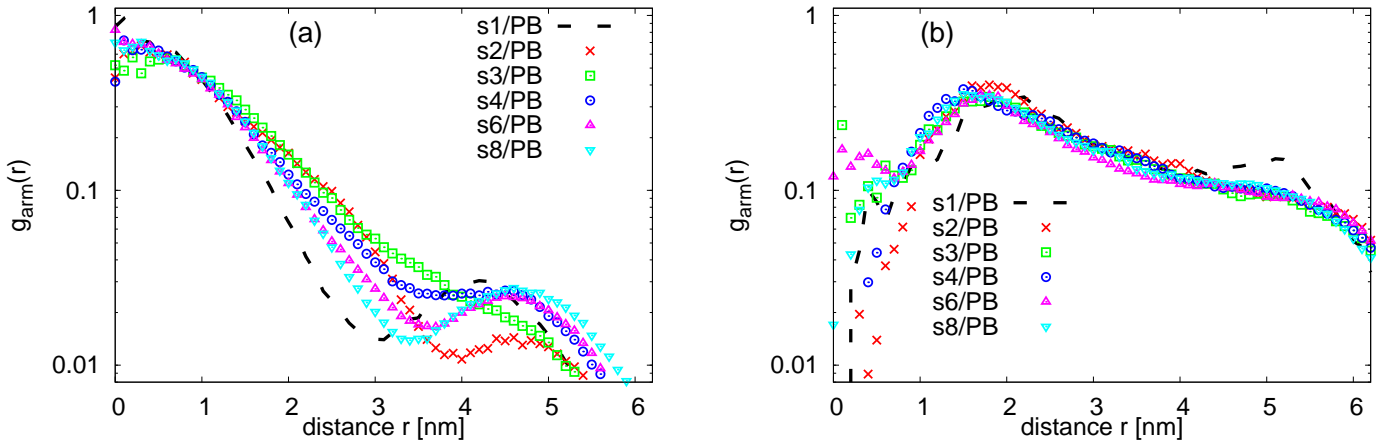 (a)
s1/PB
s2/PB
s3/PB
s4/PB
s6/PB
s8/PB
1
0.1
0.01
g_arm(r)
0 1 2 3 4 5 6
distance r [nm]
(b)
s1/PB
s2/PB
s3/PB
s4/PB
s6/PB
s8/PB
1
0.1
0.01
g_arm(r)
0 1 2 3 4 5 6
distance r [nm]